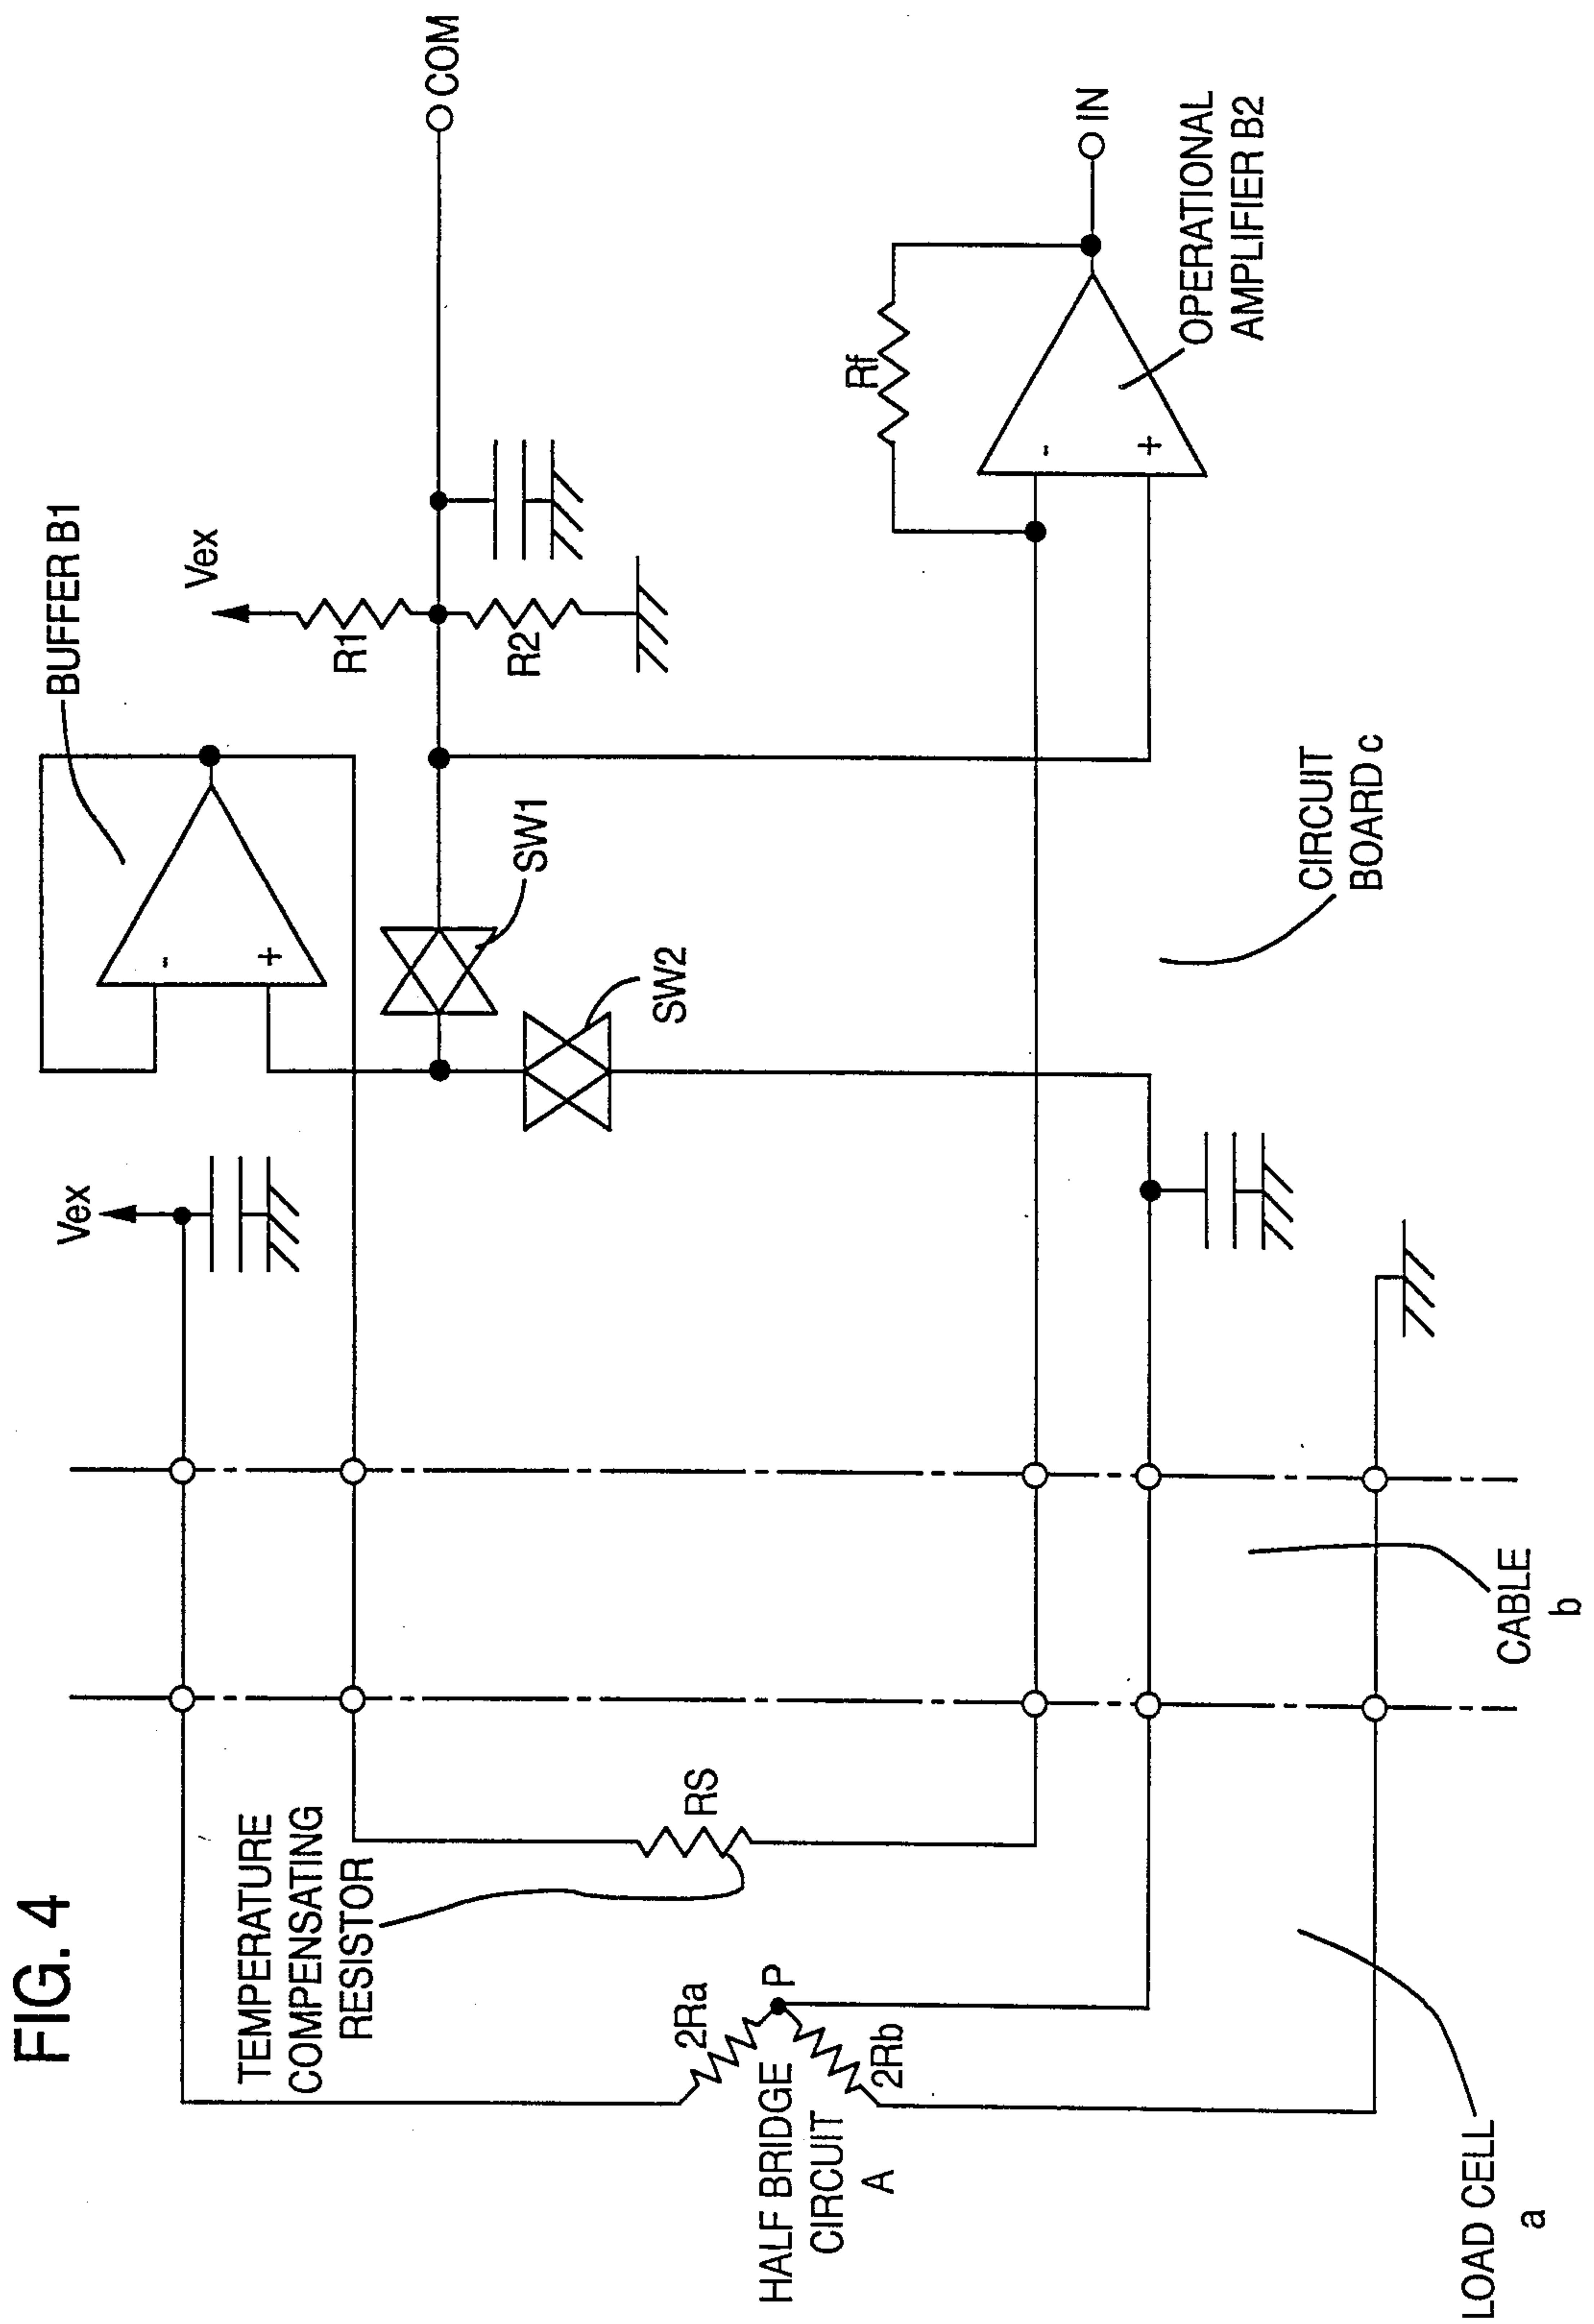 FIG. 4
Vex
BUFFER B1
-
+
Vex
R1
R2
COM
SW1
SW2
TEMPERATURE
COMPENSATING
RESISTOR
RS
Rf
IN
-
+
OPERATIONAL
AMPLIFIER B2
2Ra
P
2Rb
HALF BRIDGE
CIRCUIT
A
CIRCUIT
BOARD c
CABLE
b
LOAD CELL
a